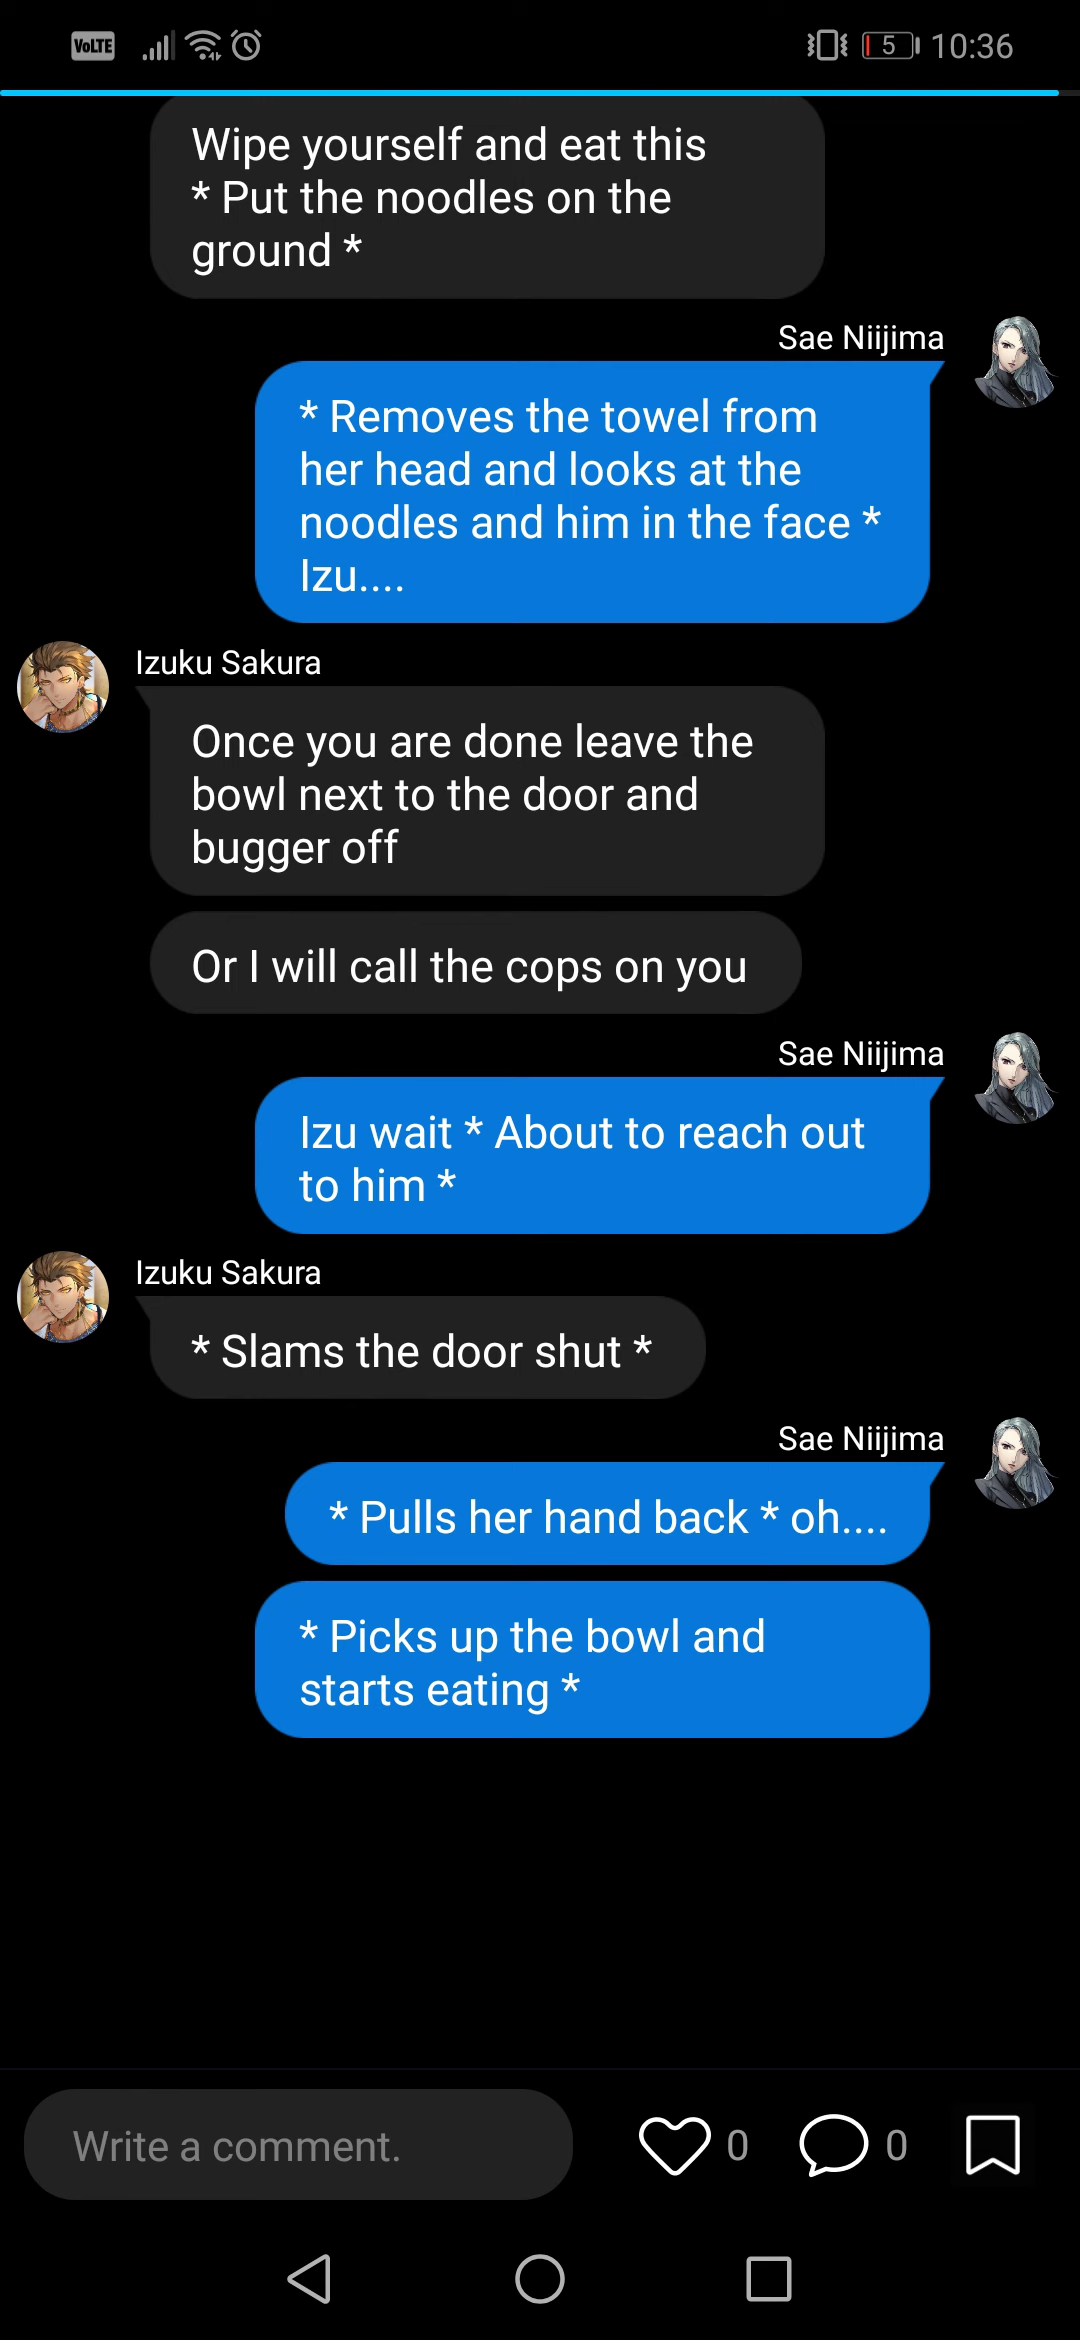 VoLTE 5 10:36
Wipe yourself and eat this
* Put the noodles on the
ground *
Sae Niijima
* Removes the towel from
her head and looks at the
noodles and him in the face *
Izu....
Izuku Sakura
Once you are done leave the
bowl next to the door and
bugger off
Or I will call the cops on you
Sae Niijima
Izu wait * About to reach out
to him *
Izuku Sakura
* Slams the door shut *
Sae Niijima
* Pulls her hand back * oh....
* Picks up the bowl and
starts eating *
Write a comment. 0 0